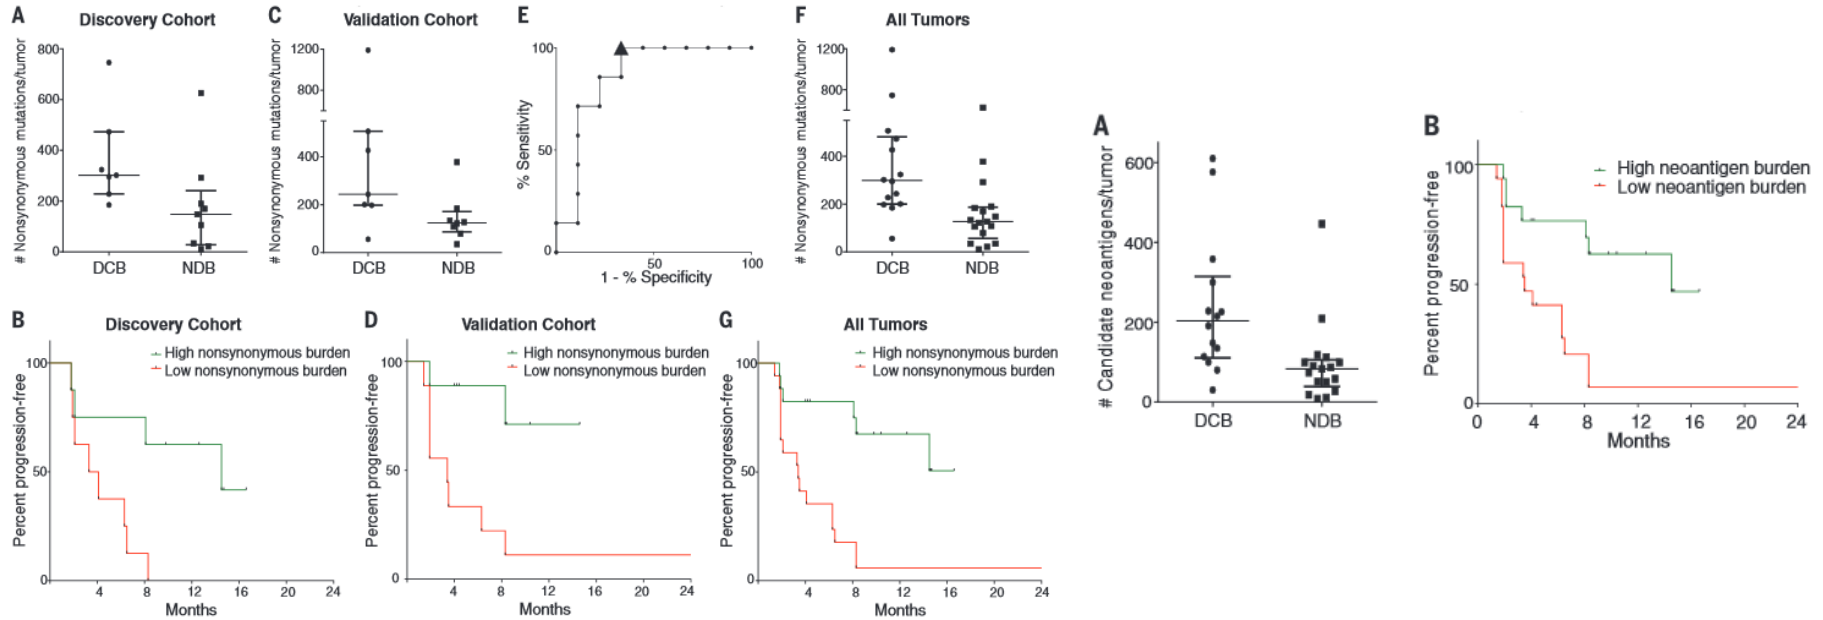 A Discovery Cohort
# Nonsynonymous mutations/tumor
800
600
400
200
0
DCB NDB
C Validation Cohort
# Nonsynonymous mutations/tumor
1200
800
400
200
0
DCB NDB
E
% Sensitivity
100
50
0
50 100
1 - % Specificity
F All Tumors
# Nonsynonymous mutations/tumor
1200
800
400
200
0
DCB NDB
B Discovery Cohort
High nonsynonymous burden
Low nonsynonymous burden
Percent progression-free
100
50
0
4 8 12 16 20 24
Months
D Validation Cohort
High nonsynonymous burden
Low nonsynonymous burden
Percent progression-free
100
50
0
4 8 12 16 20 24
Months
G All Tumors
High nonsynonymous burden
Low nonsynonymous burden
Percent progression-free
100
50
0
4 8 12 16 20 24
Months
A
# Candidate neoantigens/tumor
600
400
200
0
DCB NDB
B
High neoantigen burden
Low neoantigen burden
Percent progression-free
100
50
0
0 4 8 12 16 20 24
Months